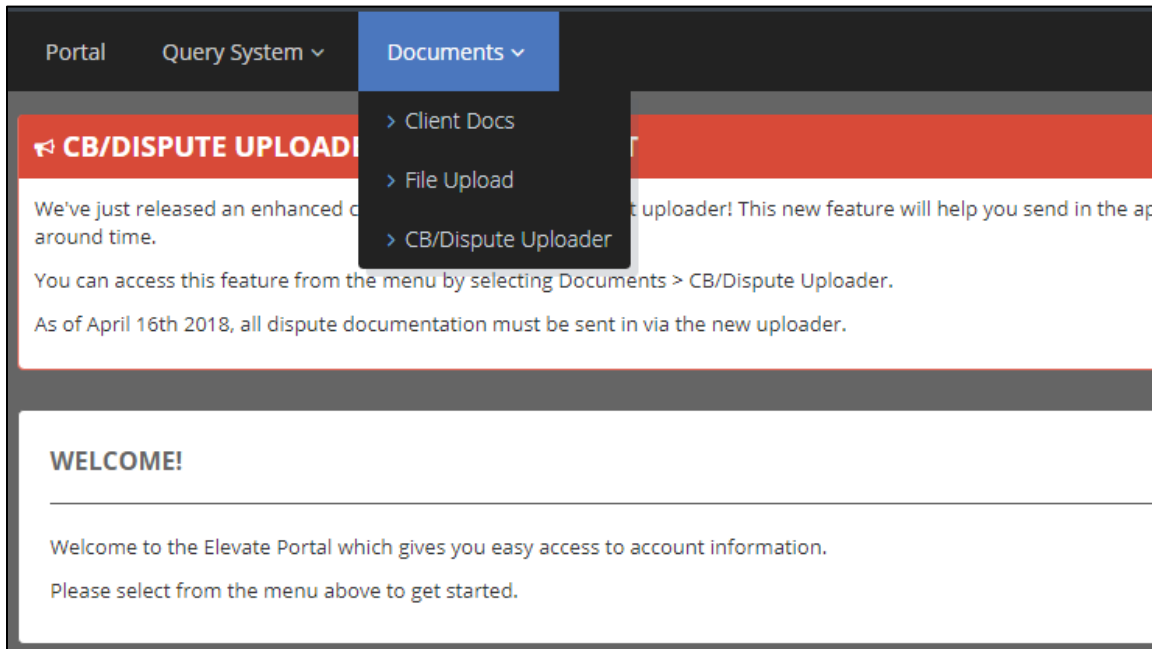 Portal Query System Documents
Client Docs
File Upload
CB/Dispute Uploader
CB/DISPUTE UPLOAD
We've just released an enhanced uploader! This new feature will help you send in the
around time.
You can access this feature from the menu by selecting Documents > CB/Dispute Uploader.
As of April 16th 2018, all dispute documentation must be sent in via the new uploader.
WELCOME!
Welcome to the Elevate Portal which gives you easy access to account information.
Please select from the menu above to get started.